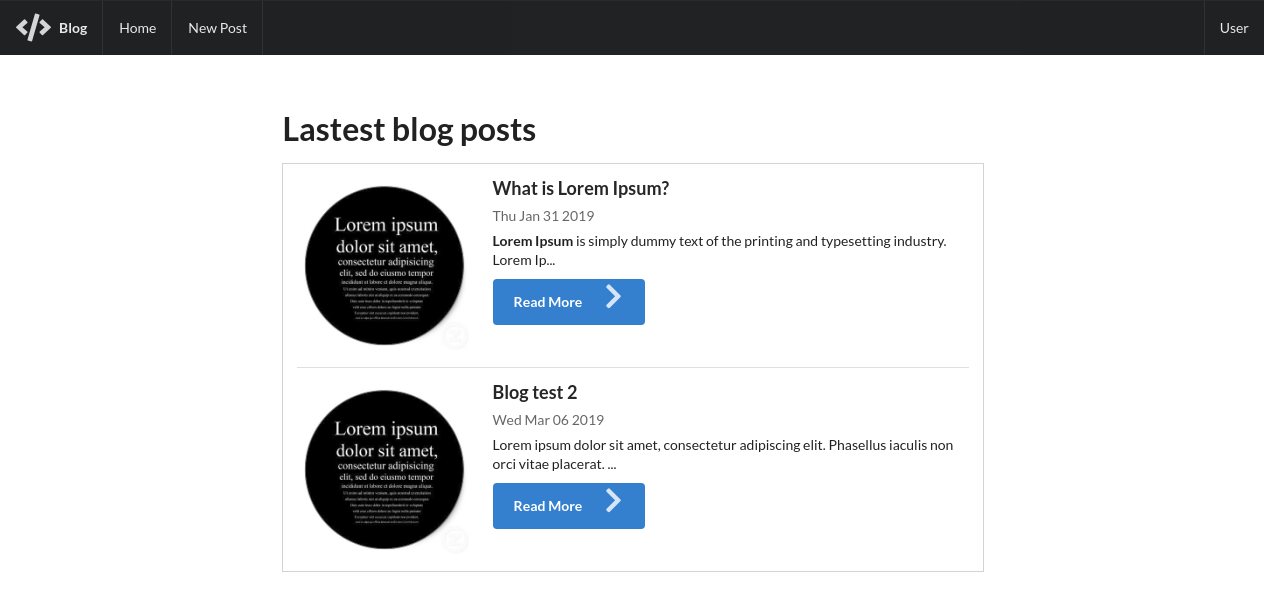 Blog
Home
New Post
User
Lastest blog posts
Lorem ipsum
dolor sit amet,
consectetur adipisicing
elit, sed do eiusmo tempor
incididunt ut labore et dolore magna aliqua.
What is Lorem Ipsum?
Thu Jan 31 2019
Lorem Ipsum is simply dummy text of the printing and typesetting industry.
Lorem Ip...
Read More
Lorem ipsum
dolor sit amet,
consectetur adipisicing
elit, sed do eiusmo tempor
incididunt ut labore et dolore magna aliqua.
Blog test 2
Wed Mar 06 2019
Lorem ipsum dolor sit amet, consectetur adipiscing elit. Phasellus iaculis non
orci vitae placerat. ...
Read More